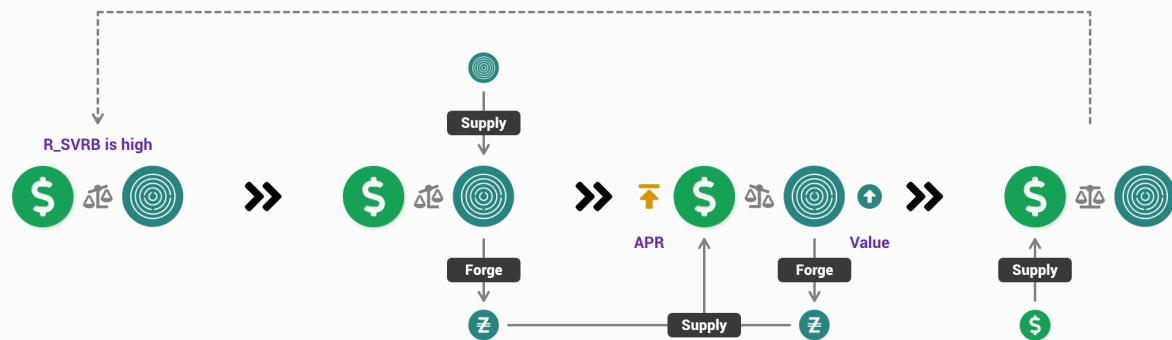 Supply
R_SVRB is high
$
$
$
$
APR
Value
Forge
Forge
Supply
Ƶ
Supply
Ƶ
$